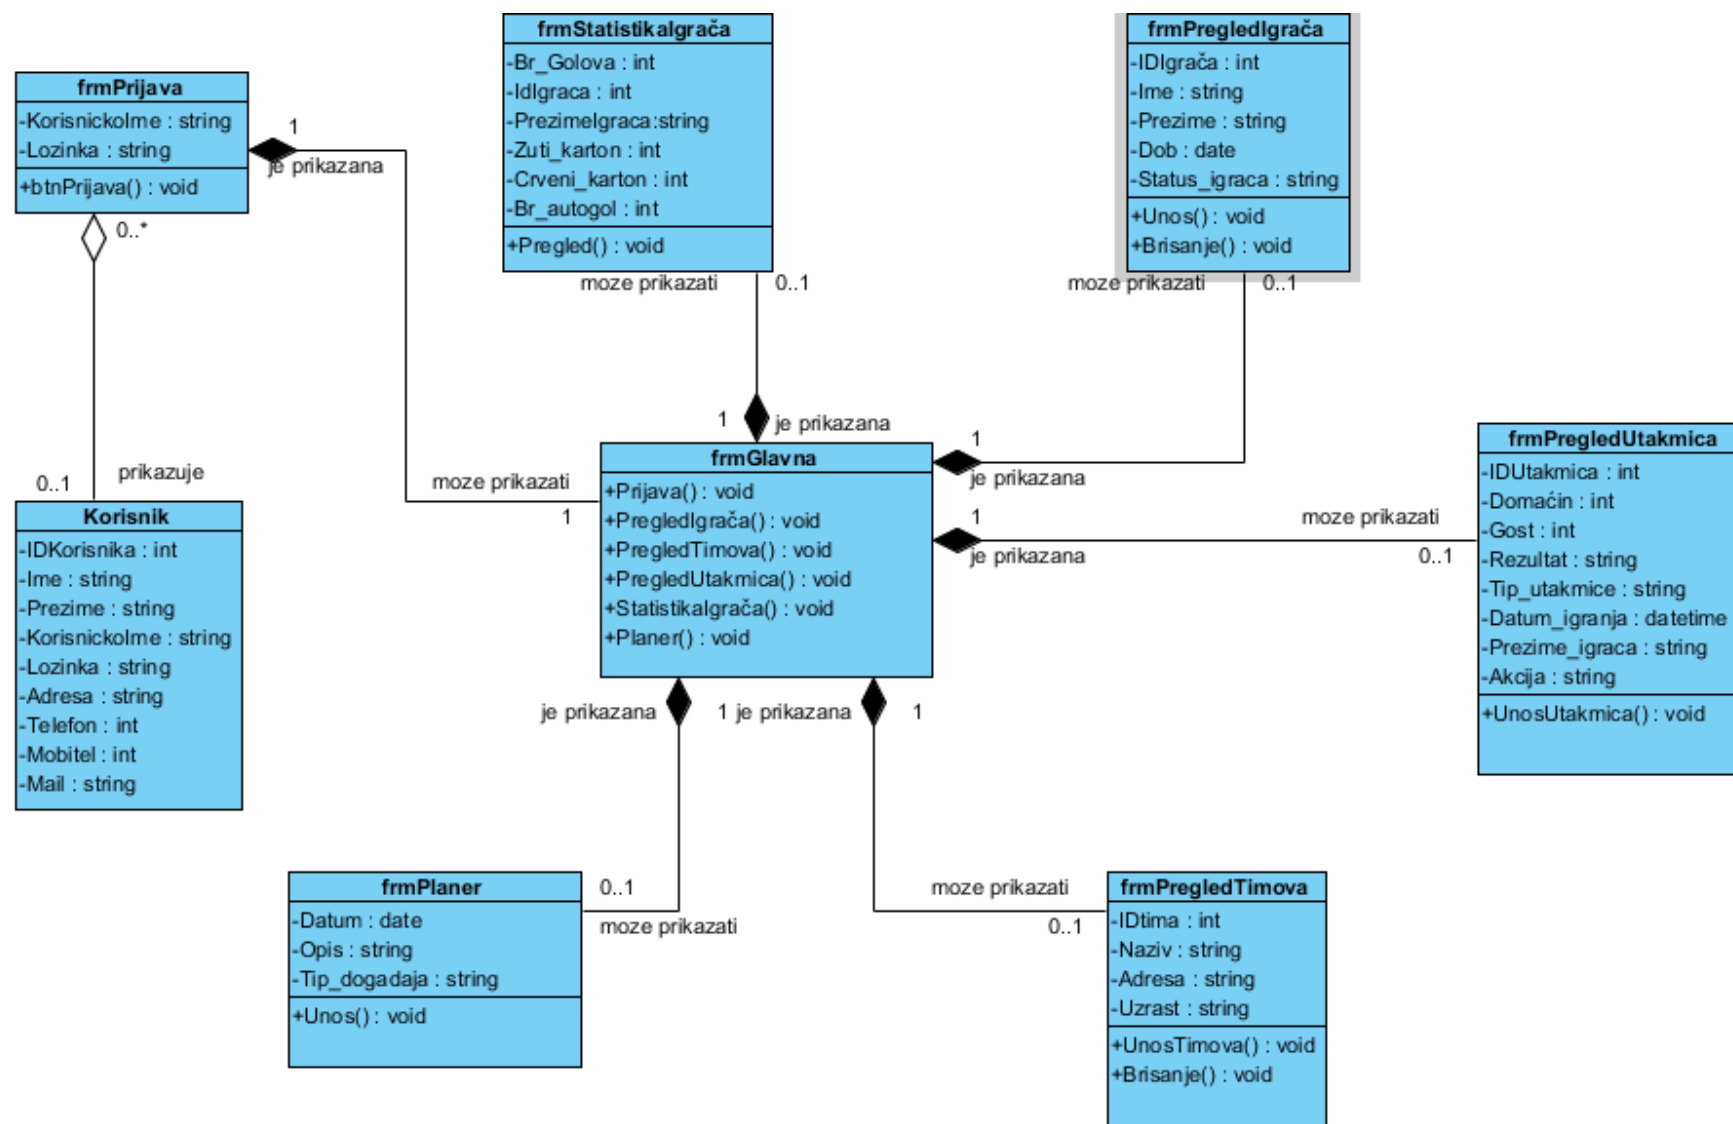 frmPrijava
-KorisnickoIme : string
-Lozinka : string
+btnPrijava() : void
1
je prikazana
0..*
0..1
prikazuje
Korisnik
-IDKorisnika : int
-Ime : string
-Prezime : string
-KorisnickoIme : string
-Lozinka : string
-Adresa : string
-Telefon : int
-Mobitel : int
-Mail : string
frmStatistikaIgrača
-Br_Golova : int
-IdIgraca : int
-PrezimeIgraca:string
-Zuti_karton : int
-Crveni_karton : int
-Br_autogol : int
+Pregled() : void
moze prikazati
0..1
1
je prikazana
frmPregledIgrača
-IDIgrača : int
-Ime : string
-Prezime : string
-Dob : date
-Status_igraca : string
+Unos() : void
+Brisanje() : void
moze prikazati
0..1
moze prikazati
1
frmGlavna
+Prijava() : void
+PregledIgrača() : void
+PregledTimova() : void
+PregledUtakmica() : void
+StatistikaIgrača() : void
+Planer() : void
1
je prikazana
1
je prikazana
moze prikazati
0..1
frmPregledUtakmica
-IDUtakmica : int
-Domaćin : int
-Gost : int
-Rezultat : string
-Tip_utakmice : string
-Datum_igranja : datetime
-Prezime_igraca : string
-Akcija : string
+UnosUtakmica() : void
je prikazana
1
je prikazana
1
frmPlaner
-Datum : date
-Opis : string
-Tip_dogadaja : string
+Unos() : void
0..1
moze prikazati
moze prikazati
0..1
frmPregledTimova
-IDtima : int
-Naziv : string
-Adresa : string
-Uzrast : string
+UnosTimova() : void
+Brisanje() : void